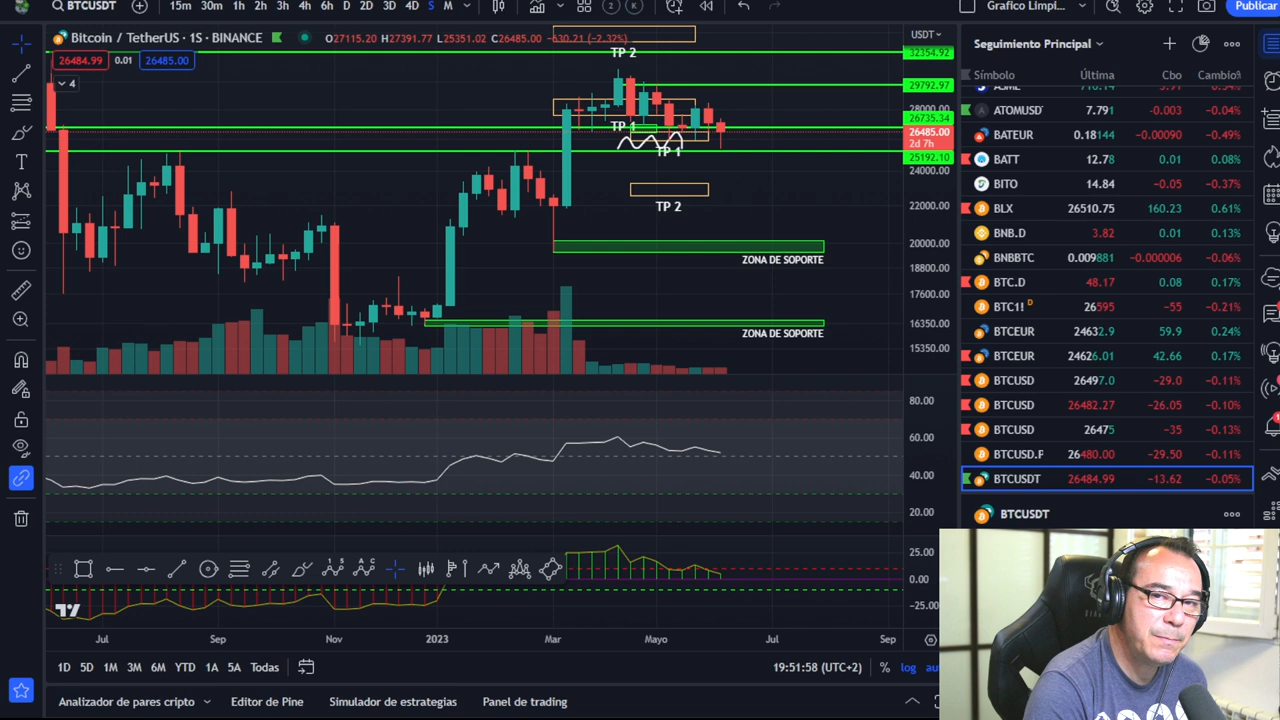 BTCUSDT
15m 30m 1h 2h 3h 4h 6h D 2D 3D 4D S M
2 K
Grafico Limpi...
Publicar
Bitcoin / TetherUS · 1S · BINANCE
O27115.20 H27391.77 L25351.02 C26485.00 −630.21 (−2.32%)
26484.99 0.01 26485.00
4
TP 2
TP 1
TP 1
TP 2
ZONA DE SOPORTE
ZONA DE SOPORTE
USDT
32354.92
29792.97
28000.00
26735.34
26485.00
2d 7h
25192.10
24000.00
22000.00
20000.00
18800.00
17600.00
16350.00
15350.00
80.00
60.00
40.00
20.00
25.00
0.00
−25.00
Jul Sep Nov 2023 Mar Mayo Jul Sep
1D 5D 1M 3M 6M YTD 1A 5A Todas
19:51:58 (UTC+2) % log
Analizador de pares cripto Editor de Pine Simulador de estrategias Panel de trading
Seguimiento Principal
Símbolo Última Cbo Cambio%
ATOMUSD 7.791 −0.003 −0.04%
BATEUR 0.18144 −0.00090 −0.49%
BATT 12.78 0.01 0.08%
BITO 14.84 −0.05 −0.37%
BLX 26510.75 160.23 0.61%
BNB.D 3.82 0.01 0.13%
BNBBTC 0.009881 −0.000006 −0.06%
BTC.D 48.17 0.08 0.17%
BTC1! D 26595 −55 −0.21%
BTCEUR 24632.9 59.9 0.24%
BTCEUR 24626.01 42.66 0.17%
BTCUSD 26497.0 −29.0 −0.11%
BTCUSD 26482.27 −26.05 −0.10%
BTCUSD 26475 −35 −0.13%
BTCUSD.F 26480.00 −29.50 −0.11%
BTCUSDT 26484.99 −13.62 −0.05%
BTCUSDT